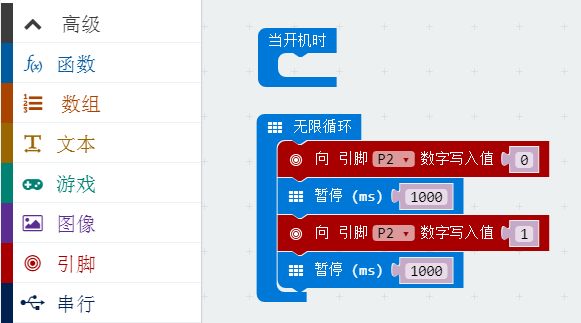 高级
f(x) 函数
数组
文本
游戏
图像
引脚
串行
当开机时
无限循环
向 引脚 P2 数字写入值 0
暂停 (ms) 1000
向 引脚 P2 数字写入值 1
暂停 (ms) 1000